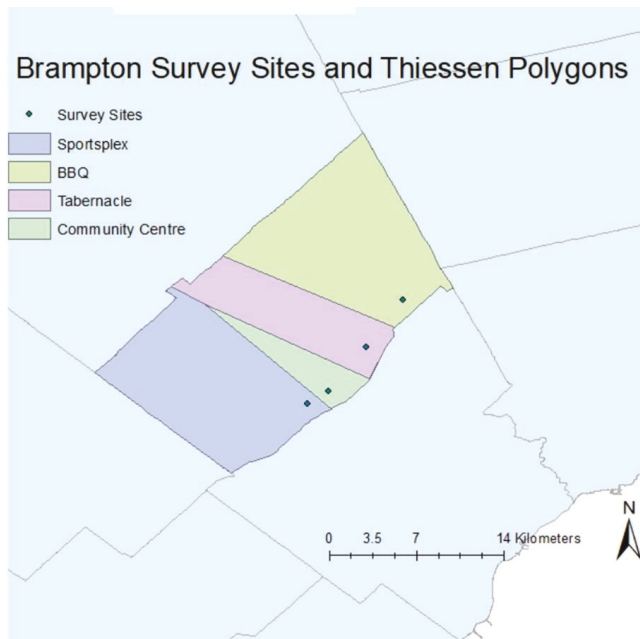 Brampton Survey Sites and Thiessen Polygons
Survey Sites
Sportsplex
BBQ
Tabernacle
Community Centre
N
0 3.5 7 14 Kilometers